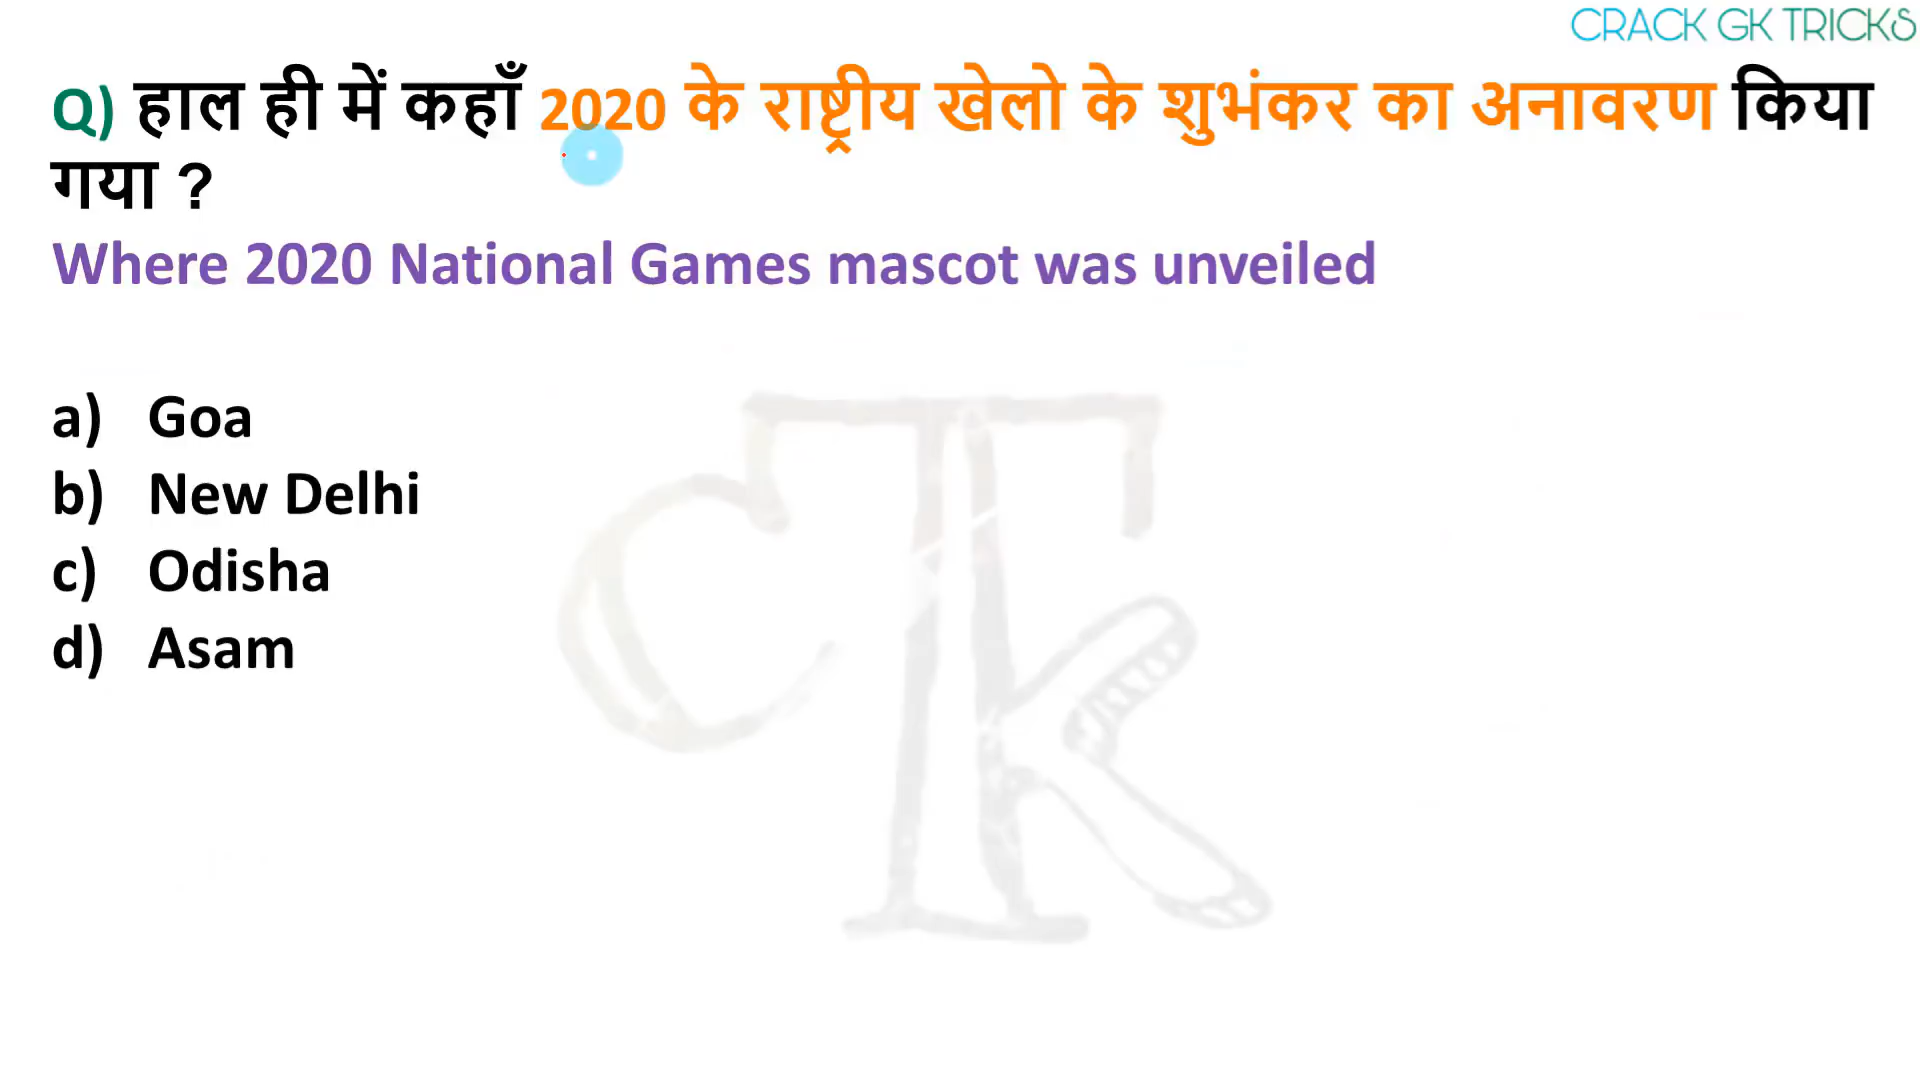 CRACK GK TRICKS
Q) हाल ही में कहाँ 2020 के राष्ट्रीय खेलो के शुभंकर का अनावरण किया
गया ?
Where 2020 National Games mascot was unveiled
a) Goa
b) New Delhi
c) Odisha
d) Asam
CTk